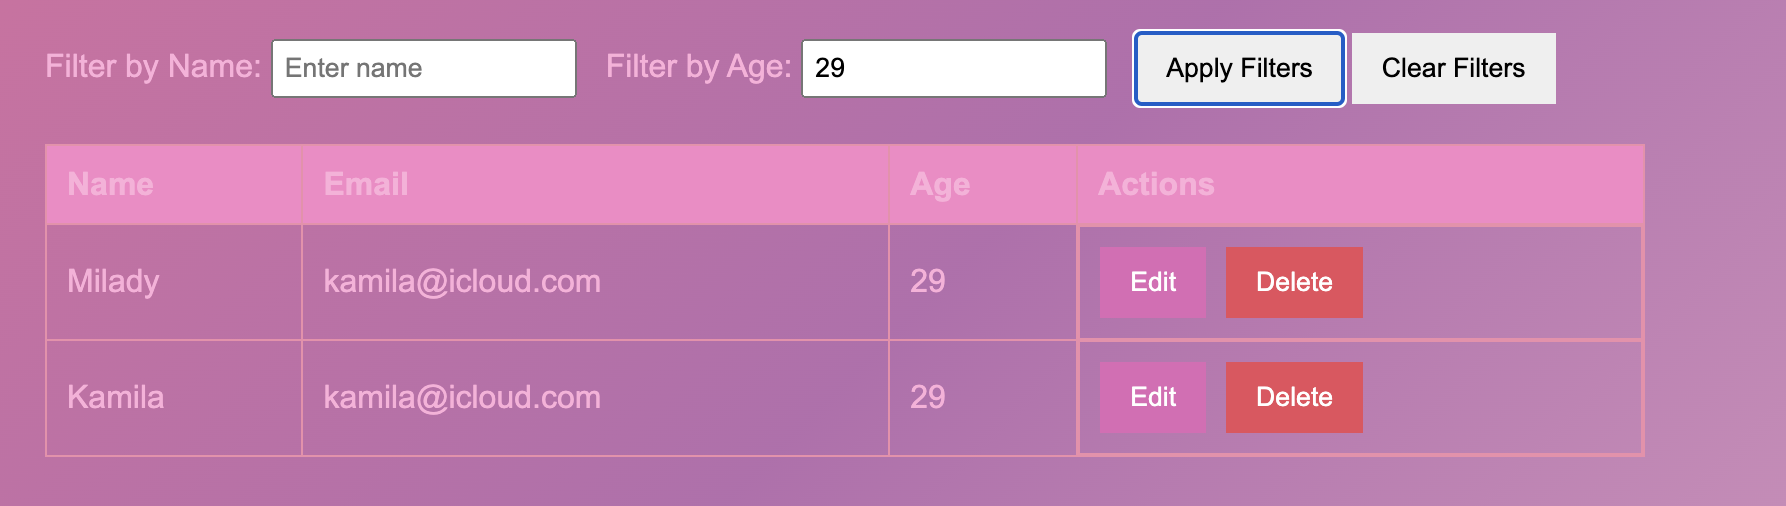 Filter by Name: Enter name Filter by Age: 29 Apply Filters Clear Filters
Name Email Age Actions
Milady kamila@icloud.com 29 Edit Delete
Kamila kamila@icloud.com 29 Edit Delete